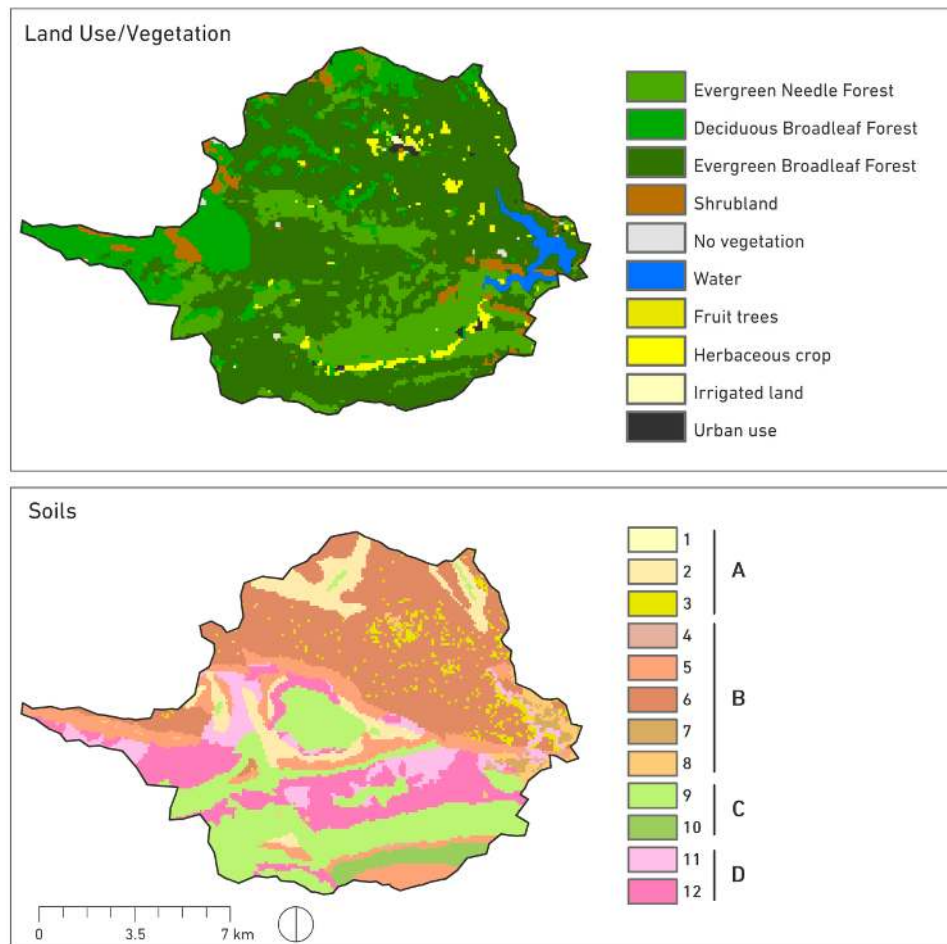 Land Use/Vegetation
Evergreen Needle Forest
Deciduous Broadleaf Forest
Evergreen Broadleaf Forest
Shrubland
No vegetation
Water
Fruit trees
Herbaceous crop
Irrigated land
Urban use
Soils
1
2
3
A
4
5
6
7
8
B
9
10
C
11
12
D
0 3.5 7 km